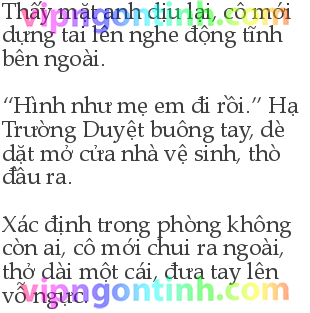 Thấy mặt anh dịu lại, cô mới
vipngontinh.com
dựng tai lên nghe động tĩnh
bên ngoài.
“Hình như mẹ em đi rồi.” Hạ
Trường Duyệt buông tay, dè
dặt mở cửa nhà vệ sinh, thò
đầu ra.
Xác định trong phòng không
còn ai, cô mới chui ra ngoài,
thở dài một cái, đưa tay lên
vỗ ngực.
vipngontinh.com